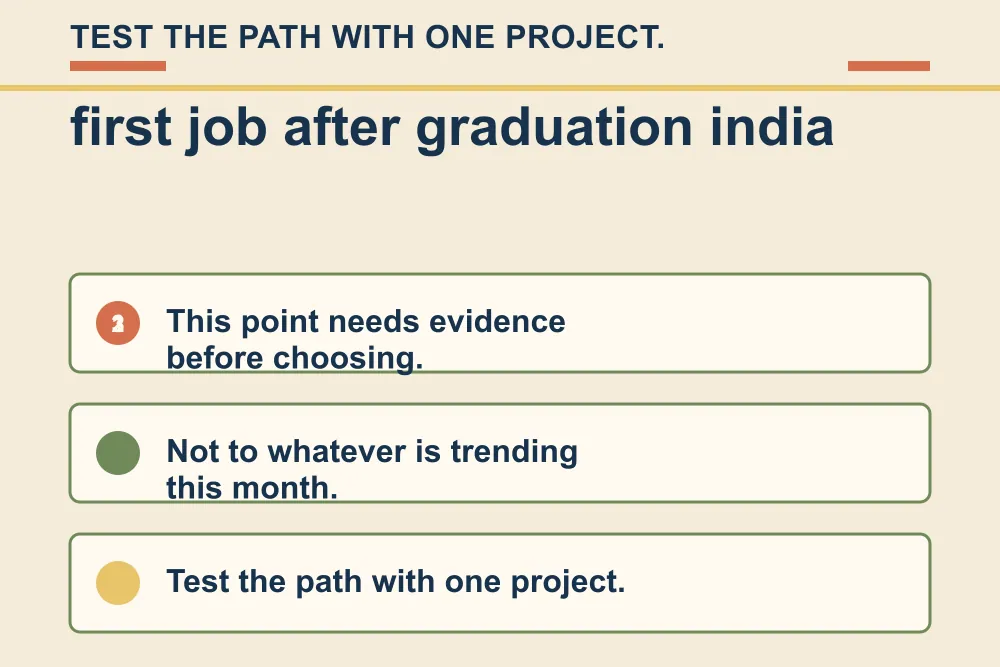 TEST THE PATH WITH ONE PROJECT.
first job after graduation india
This point needs evidence
before choosing.
Not to whatever is trending
this month.
Test the path with one project.